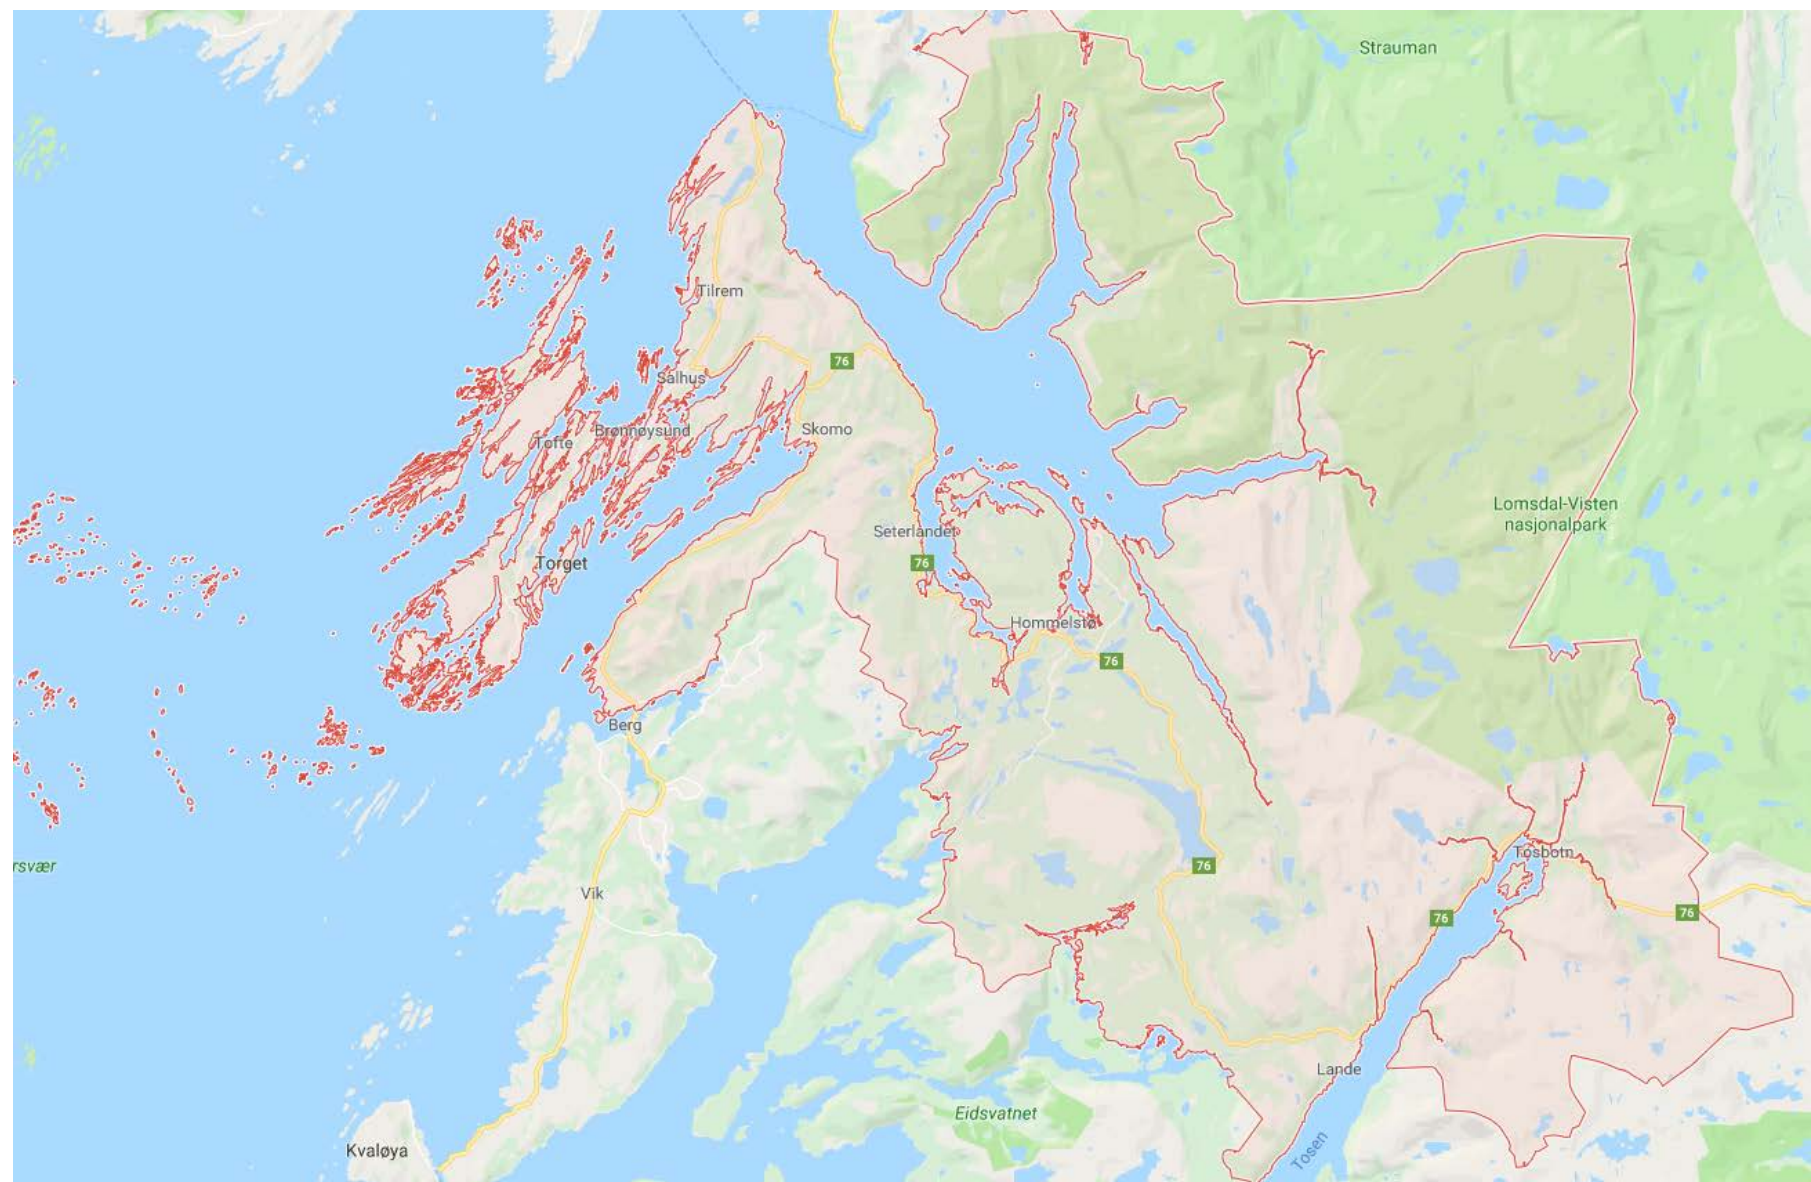 Strauman
Tilrem
76
Salhus
Skomo
Brønnøysund
Tofte
Lomsdal-Visten
nasjonalpark
Seterlandet
76
Torget
Hommelstø
76
Berg
Tosbotn
76
rsvær
Vik
76
76
Lande
Eidsvatnet
Kvaløya
Tosen